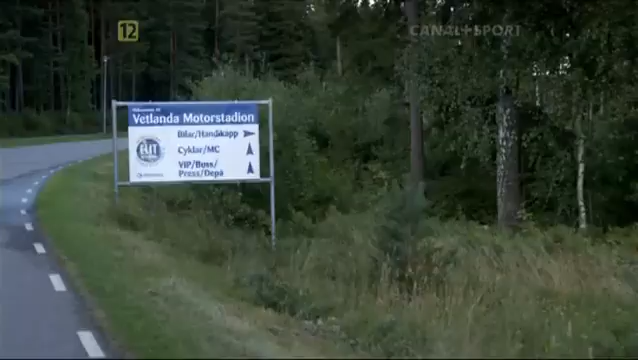 12
CANAL+ SPORT
Vetlanda Motorstadion
Bilar/Handikapp
Cyklar/MC
VIP/Buss/
Press/Depå